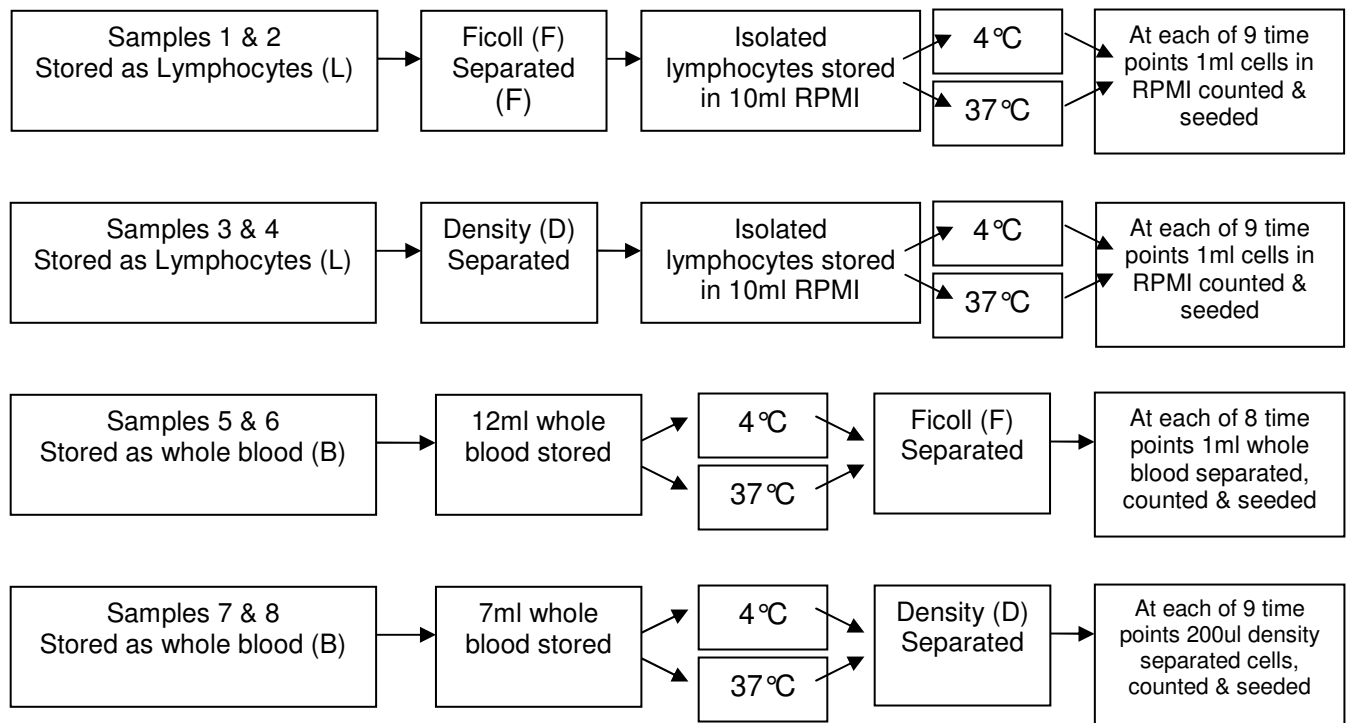 Samples 1 & 2
Stored as Lymphocytes (L)
Ficoll (F)
Separated
(F)
Isolated
lymphocytes stored
in 10ml RPMI
4°C
37°C
At each of 9 time
points 1ml cells in
RPMI counted &
seeded
Samples 3 & 4
Stored as Lymphocytes (L)
Density (D)
Separated
Isolated
lymphocytes stored
in 10ml RPMI
4°C
37°C
At each of 9 time
points 1ml cells in
RPMI counted &
seeded
Samples 5 & 6
Stored as whole blood (B)
12ml whole
blood stored
4°C
37°C
Ficoll (F)
Separated
At each of 8 time
points 1ml whole
blood separated,
counted & seeded
Samples 7 & 8
Stored as whole blood (B)
7ml whole
blood stored
4°C
37°C
Density (D)
Separated
At each of 9 time
points 200ul density
separated cells,
counted & seeded